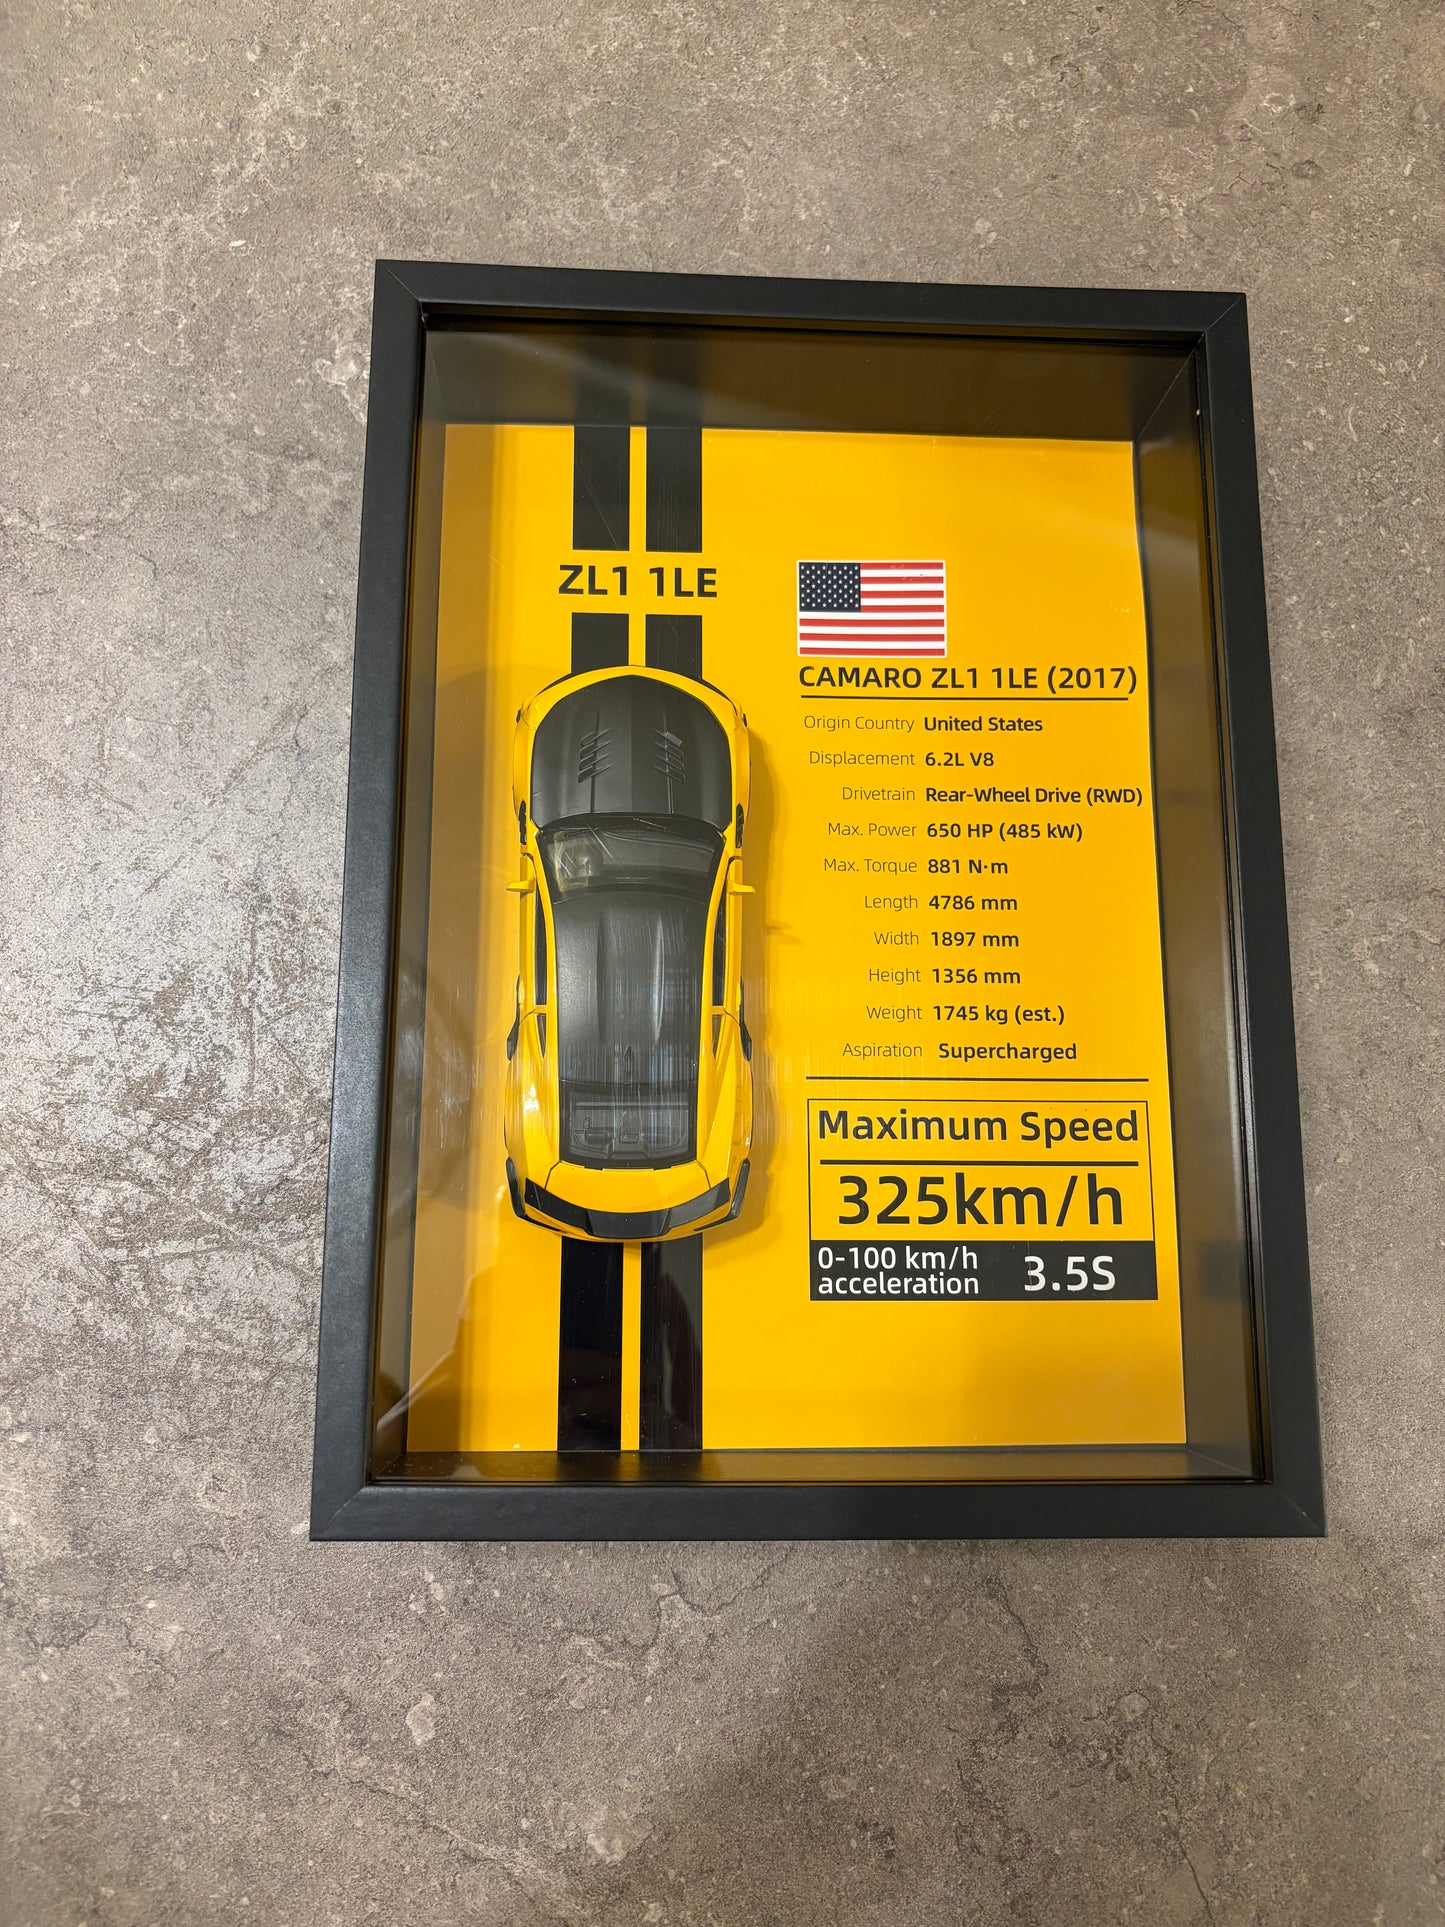 ZL1 1LE
CAMARO ZL1 1LE (2017)
Origin Country United States
Displacement 6.2L V8
Drivetrain Rear-Wheel Drive (RWD)
Max. Power 650 HP (485 kW)
Max. Torque 881 N·m
Length 4786 mm
Width 1897 mm
Height 1356 mm
Weight 1745 kg (est.)
Aspiration Supercharged
Maximum Speed
325km/h
0-100 km/h
acceleration 3.5S